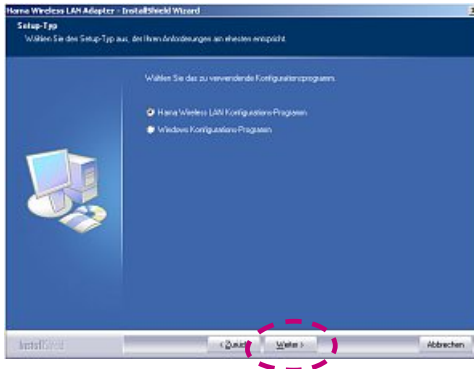 Hama Wireless LAN Adapter - InstallShield Wizard
Setup-Typ
Wählen Sie den Setup-Typ aus, der Ihren Anforderungen am ehesten entspricht.
Wählen Sie das zu verwendende Konfigurationsprogramm.
Hama Wireless LAN Konfigurations-Programm
Windows Konfigurations-Programm
InstallShield
< Zurück
Weiter >
Abbrechen